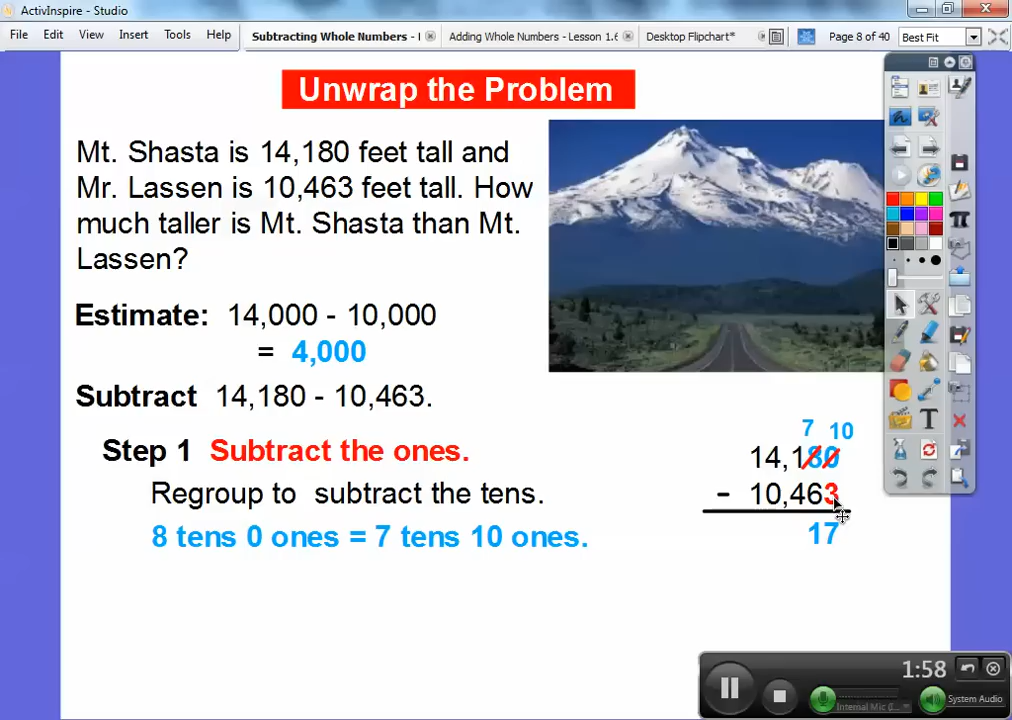 ActivInspire - Studio
File Edit View Insert Tools Help
Subtracting Whole Numbers - Adding Whole Numbers - Lesson 1.6 Desktop Flipchart* Page 8 of 40 Best Fit
Unwrap the Problem
Mt. Shasta is 14,180 feet tall and
Mr. Lassen is 10,463 feet tall. How
much taller is Mt. Shasta than Mt.
Lassen?
Estimate: 14,000 - 10,000
= 4,000
Subtract 14,180 - 10,463.
Step 1 Subtract the ones.
Regroup to subtract the tens.
8 tens 0 ones = 7 tens 10 ones.
7 10
14,180
- 10,463
17
1:58
Internal Mic (I...
System Audio